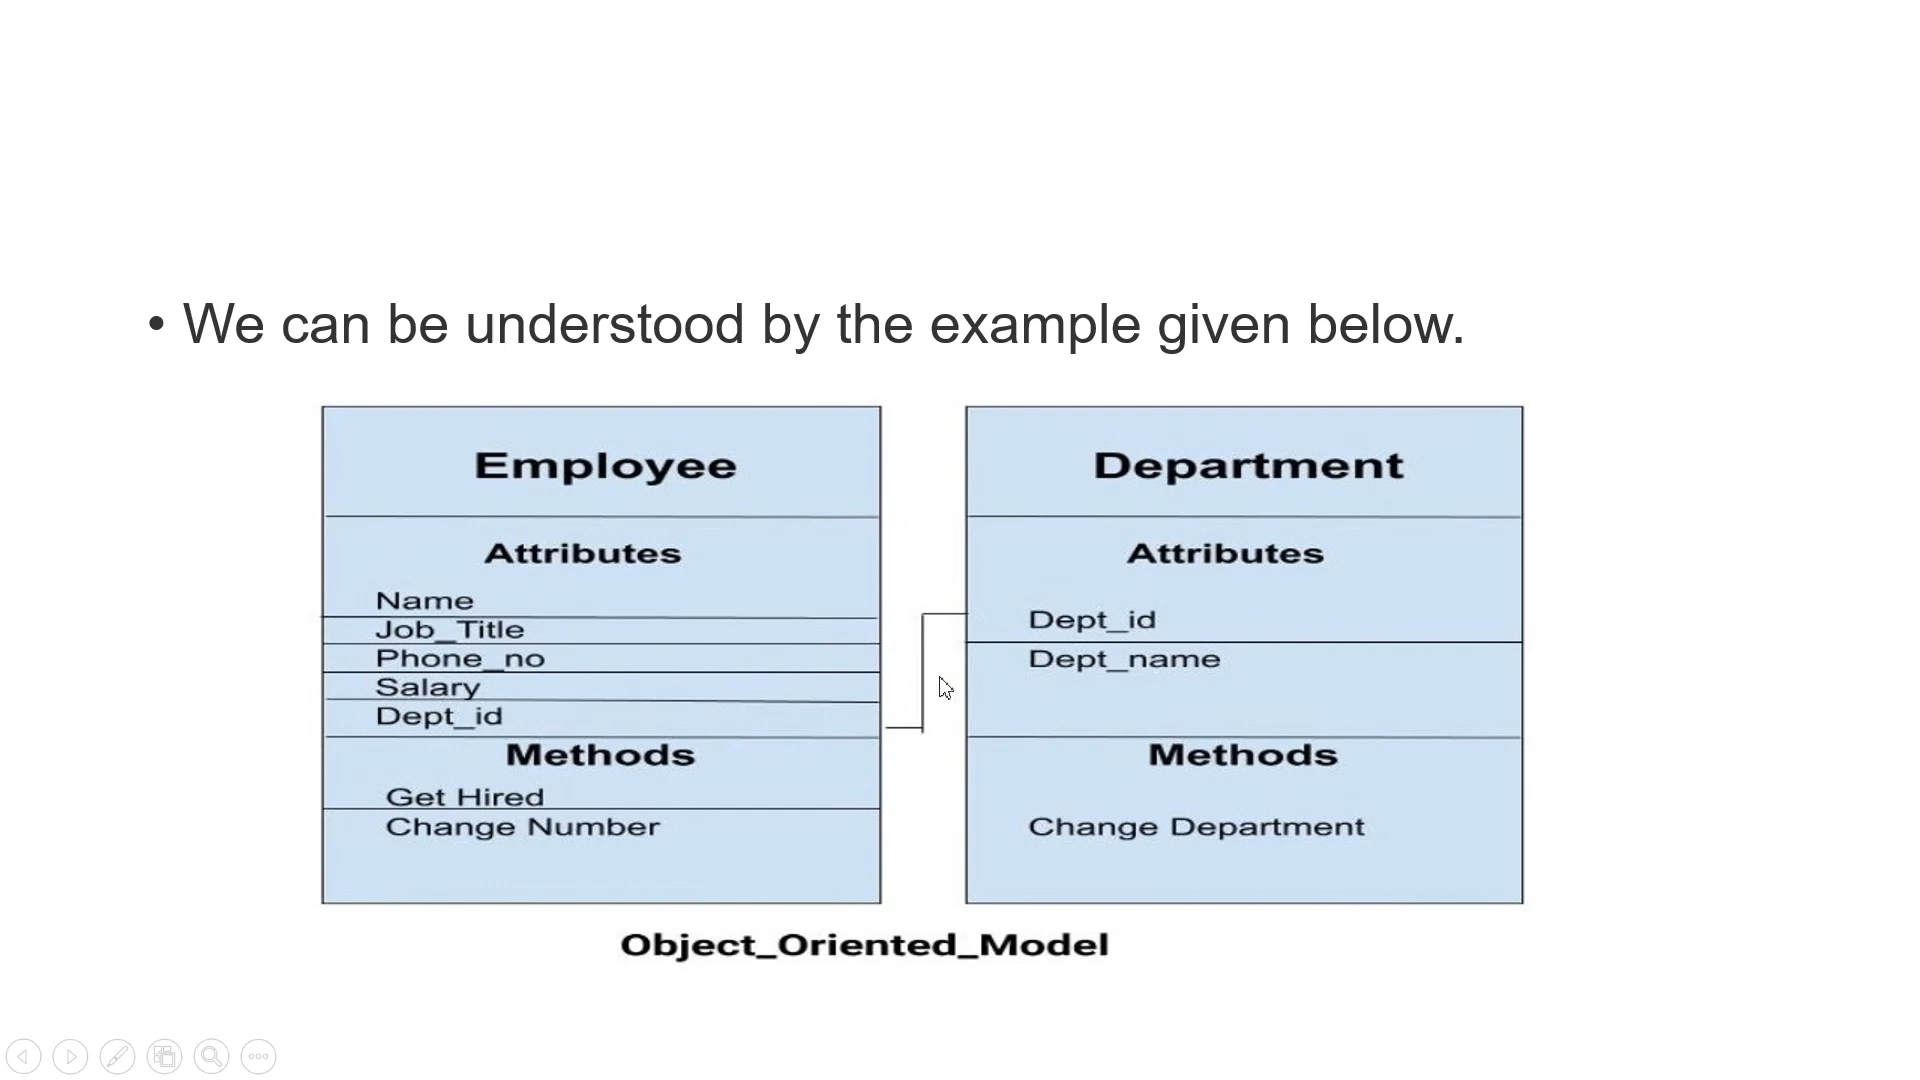 • We can be understood by the example given below.
Employee
Attributes
Name
Job_Title
Phone_no
Salary
Dept_id
Methods
Get Hired
Change Number
Department
Attributes
Dept_id
Dept_name
Methods
Change Department
Object_Oriented_Model